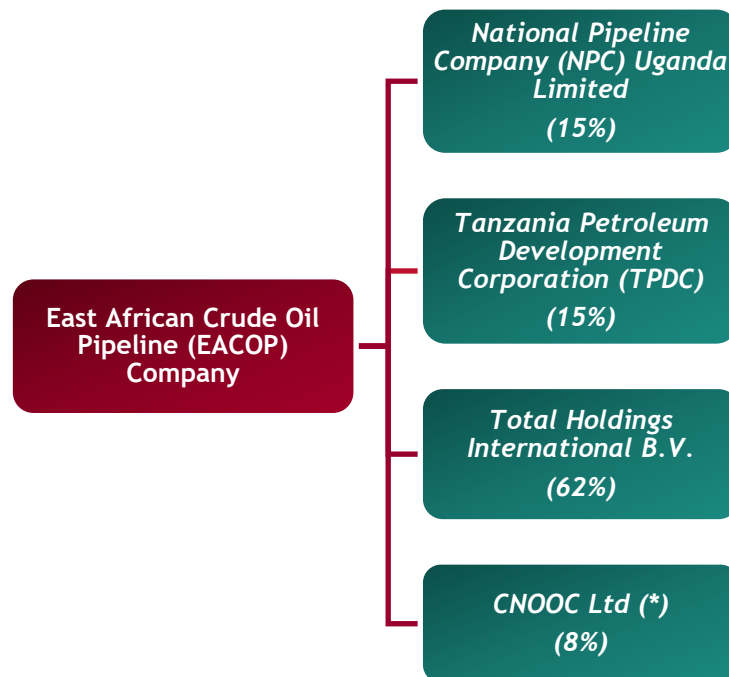 National Pipeline
Company (NPC) Uganda
Limited
(15%)
Tanzania Petroleum
Development
Corporation (TPDC)
(15%)
East African Crude Oil
Pipeline (EACOP)
Company
Total Holdings
International B.V.
(62%)
CNOOC Ltd (*)
(8%)